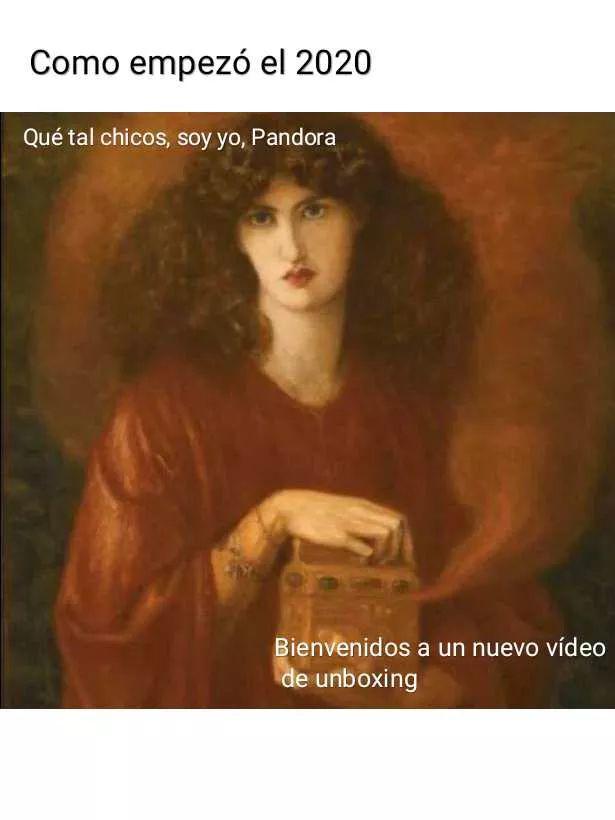 Como empezó el 2020
Qué tal chicos, soy yo, Pandora
Bienvenidos a un nuevo vídeo
de unboxing